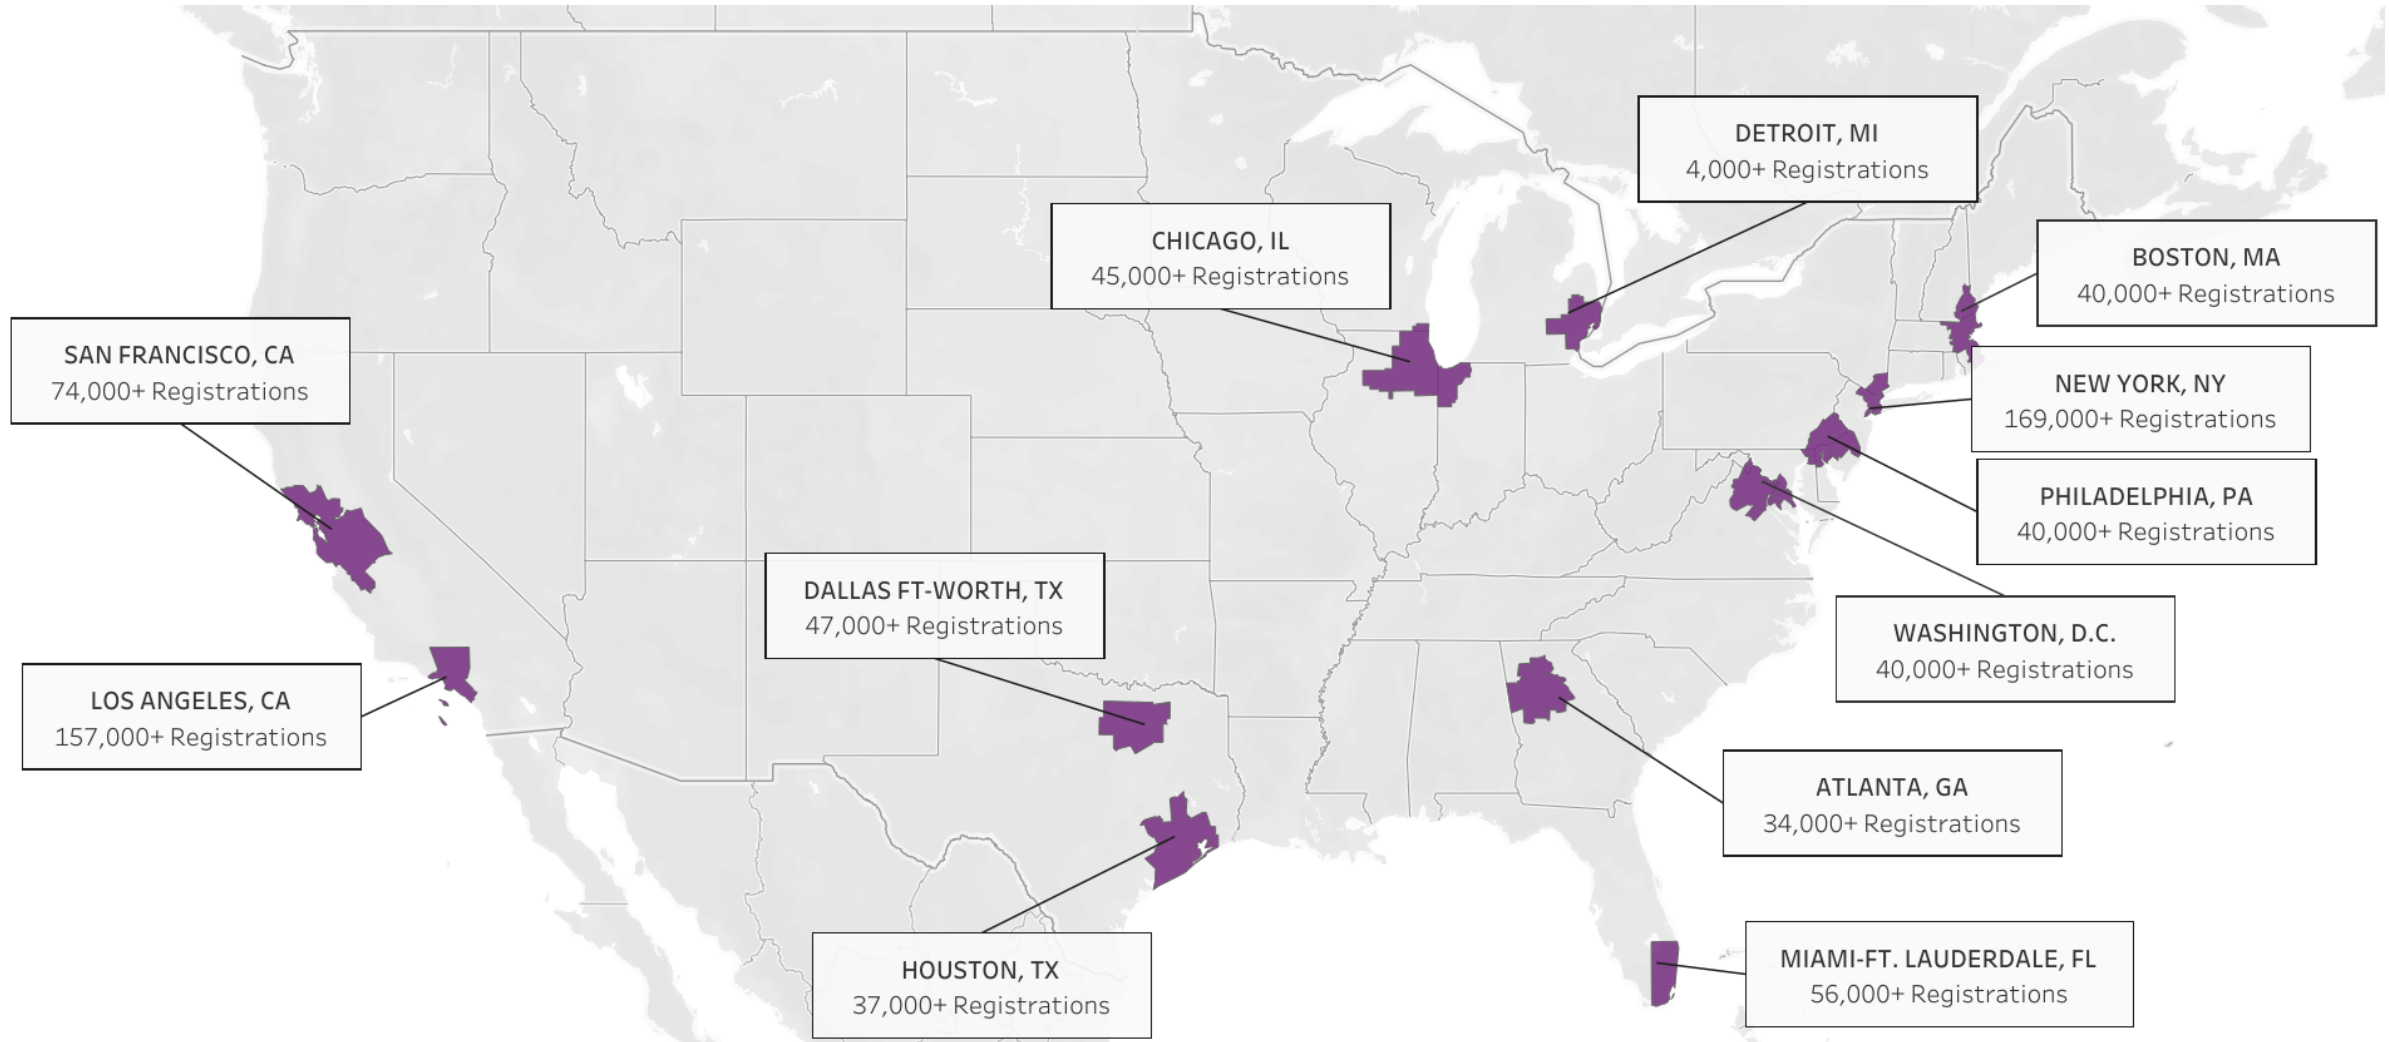 DETROIT, MI
4,000+ Registrations
CHICAGO, IL
45,000+ Registrations
BOSTON, MA
40,000+ Registrations
SAN FRANCISCO, CA
74,000+ Registrations
NEW YORK, NY
169,000+ Registrations
PHILADELPHIA, PA
40,000+ Registrations
DALLAS FT-WORTH, TX
47,000+ Registrations
WASHINGTON, D.C.
40,000+ Registrations
LOS ANGELES, CA
157,000+ Registrations
ATLANTA, GA
34,000+ Registrations
HOUSTON, TX
37,000+ Registrations
MIAMI-FT. LAUDERDALE, FL
56,000+ Registrations